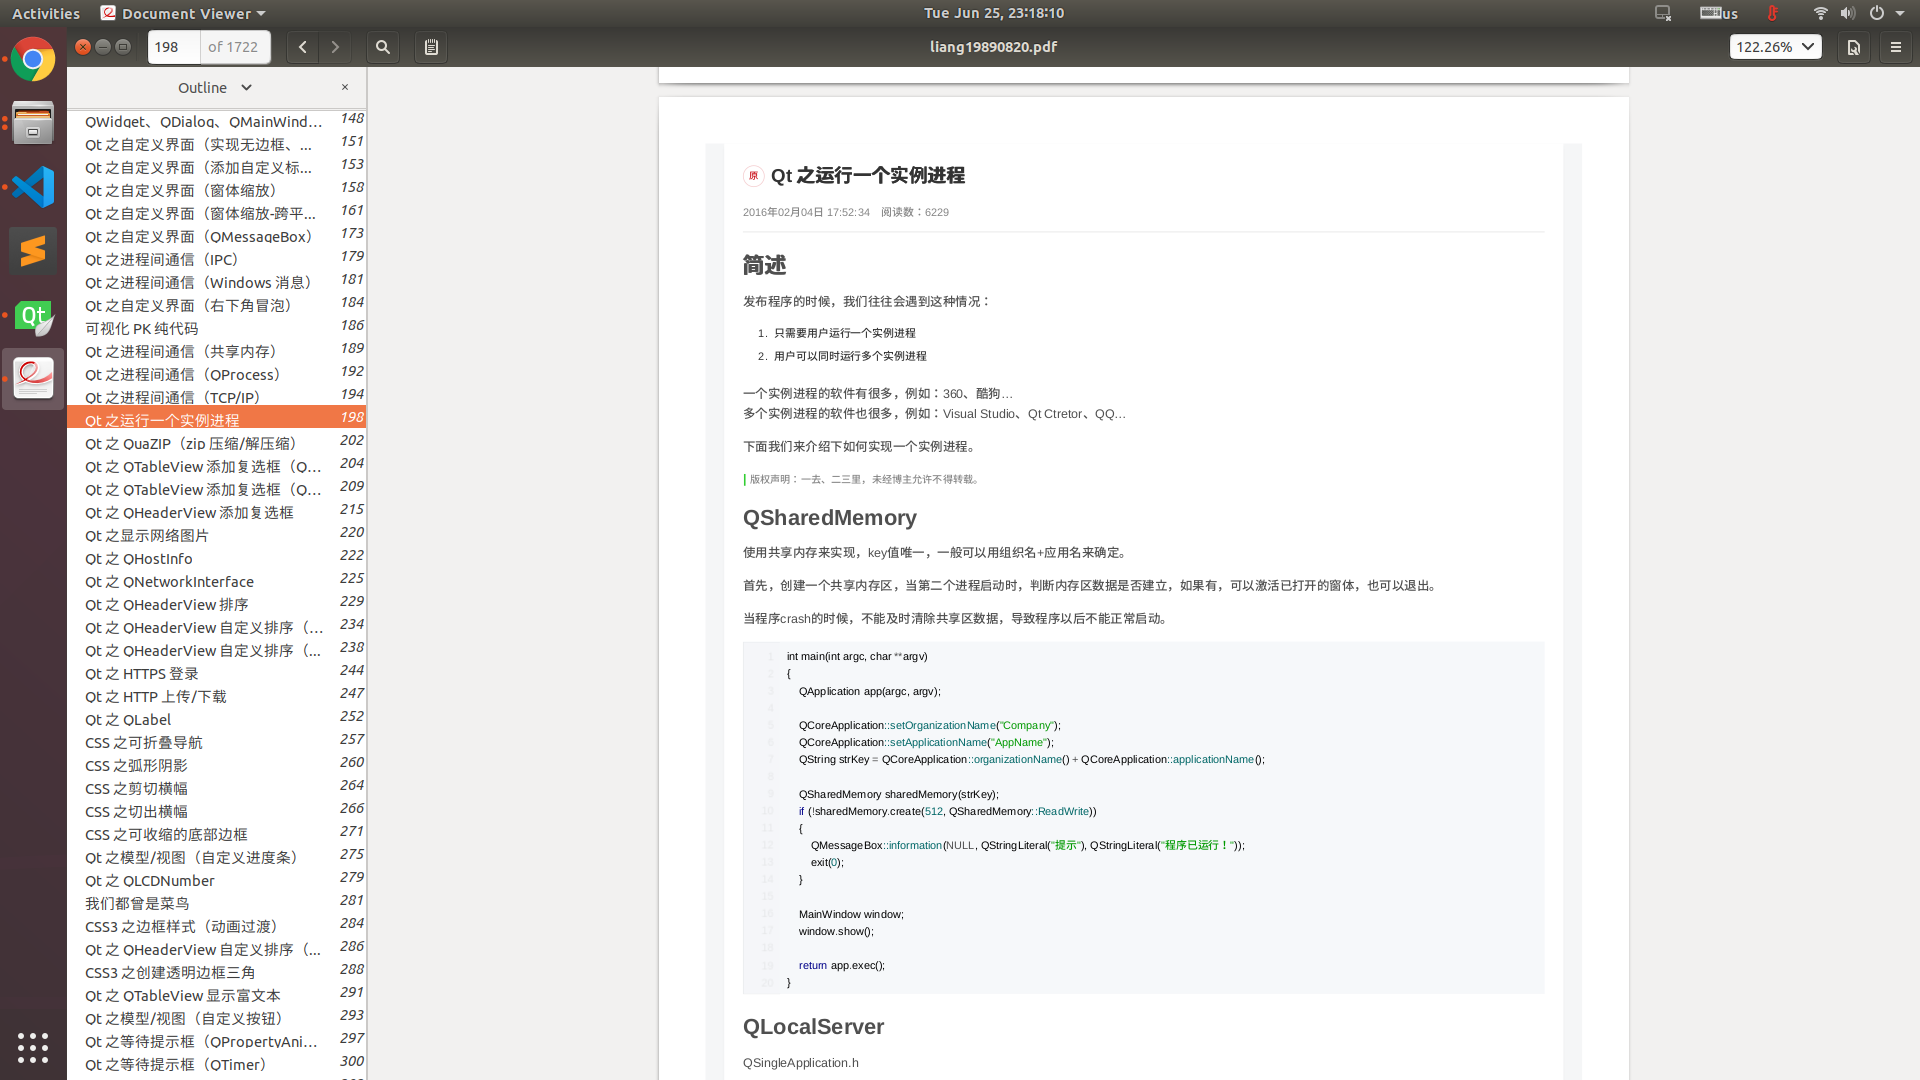 Activities
Document Viewer
Tue Jun 25, 23:18:10
us
198 of 1722
liang19890820.pdf
122.26%
Outline
QWidget、QDialog、QMainWind… 148
Qt 之自定义界面（实现无边框、… 151
Qt 之自定义界面（添加自定义标… 153
Qt 之自定义界面（窗体缩放） 158
Qt 之自定义界面（窗体缩放-跨平… 161
Qt 之自定义界面（QMessageBox） 173
Qt 之进程间通信（IPC） 179
Qt 之进程间通信（Windows 消息） 181
Qt 之自定义界面（右下角冒泡） 184
可视化 PK 纯代码 186
Qt 之进程间通信（共享内存） 189
Qt 之进程间通信（QProcess） 192
Qt 之进程间通信（TCP/IP） 194
Qt 之运行一个实例进程 198
Qt 之 QuaZIP（zip 压缩/解压缩） 202
Qt 之 QTableView 添加复选框（Q… 204
Qt 之 QTableView 添加复选框（Q… 209
Qt 之 QHeaderView 添加复选框 215
Qt 之显示网络图片 220
Qt 之 QHostInfo 222
Qt 之 QNetworkInterface 225
Qt 之 QHeaderView 排序 229
Qt 之 QHeaderView 自定义排序（… 234
Qt 之 QHeaderView 自定义排序（… 238
Qt 之 HTTPS 登录 244
Qt 之 HTTP 上传/下载 247
Qt 之 QLabel 252
CSS 之可折叠导航 257
CSS 之弧形阴影 260
CSS 之剪切横幅 264
CSS 之切出横幅 266
CSS 之可收缩的底部边框 271
Qt 之模型/视图（自定义进度条） 275
Qt 之 QLCDNumber 279
我们都曾是菜鸟 281
CSS3 之边框样式（动画过渡） 284
Qt 之 QHeaderView 自定义排序（… 286
CSS3 之创建透明边框三角 288
Qt 之 QTableView 显示富文本 291
Qt 之模型/视图（自定义按钮） 293
Qt 之等待提示框（QPropertyAni… 297
Qt 之等待提示框（QTimer） 300
原 Qt 之运行一个实例进程
2016年02月04日 17:52:34 阅读数：6229
简述
发布程序的时候，我们往往会遇到这种情况：
1. 只需要用户运行一个实例进程
2. 用户可以同时运行多个实例进程
一个实例进程的软件有很多，例如：360、酷狗…
多个实例进程的软件也很多，例如：Visual Studio、Qt Ctretor、QQ…
下面我们来介绍下如何实现一个实例进程。
版权声明：一去、二三里，未经博主允许不得转载。
QSharedMemory
使用共享内存来实现，key值唯一，一般可以用组织名+应用名来确定。
首先，创建一个共享内存区，当第二个进程启动时，判断内存区数据是否建立，如果有，可以激活已打开的窗体，也可以退出。
当程序crash的时候，不能及时清除共享区数据，导致程序以后不能正常启动。
1 int main(int argc, char **argv)
2 {
3 QApplication app(argc, argv);
4
5 QCoreApplication::setOrganizationName("Company");
6 QCoreApplication::setApplicationName("AppName");
7 QString strKey = QCoreApplication::organizationName() + QCoreApplication::applicationName();
8
9 QSharedMemory sharedMemory(strKey);
10 if (!sharedMemory.create(512, QSharedMemory::ReadWrite))
11 {
12 QMessageBox::information(NULL, QStringLiteral("提示"), QStringLiteral("程序已运行！"));
13 exit(0);
14 }
15
16 MainWindow window;
17 window.show();
18
19 return app.exec();
20 }
QLocalServer
QSingleApplication.h